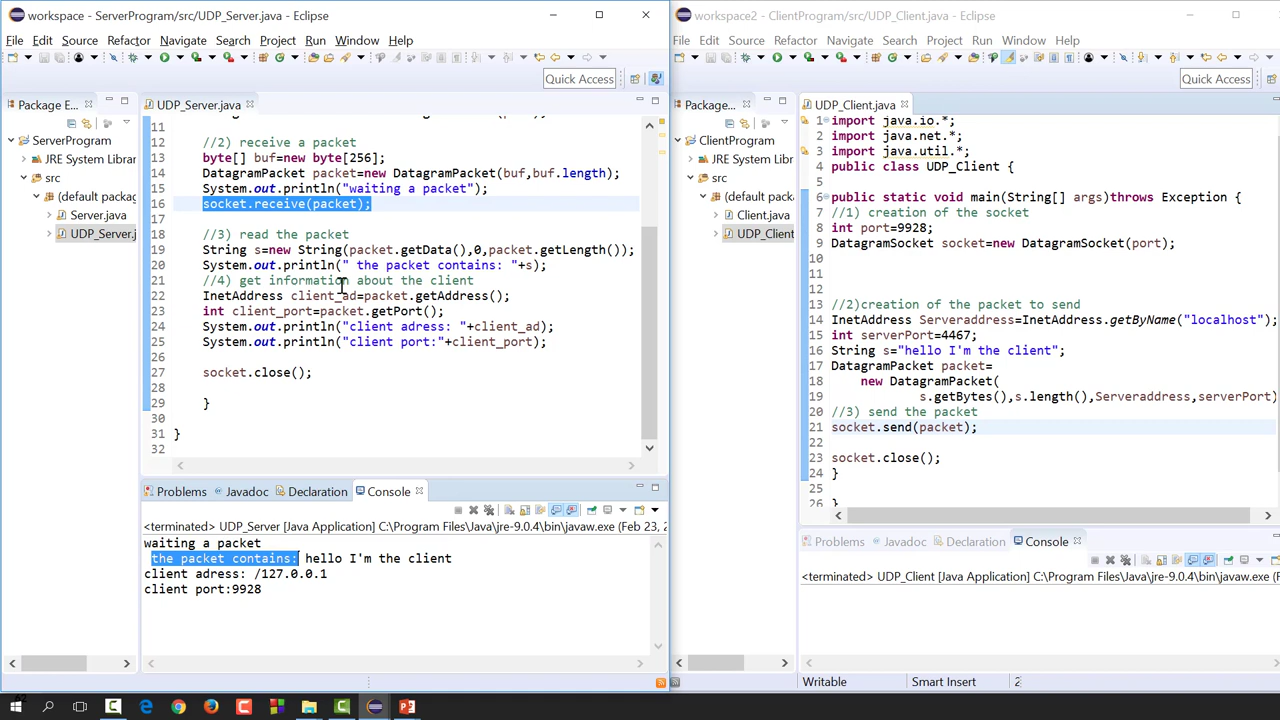 workspace - ServerProgram/src/UDP_Server.java - Eclipse
File Edit Source Refactor Navigate Search Project Run Window Help
Quick Access
Package E...
ServerProgram
JRE System Librar
src
(default package
Server.java
UDP_Server.j
UDP_Server.java
11
12 //2) receive a packet
13 byte[] buf=new byte[256];
14 DatagramPacket packet=new DatagramPacket(buf,buf.length);
15 System.out.println("waiting a packet");
16 socket.receive(packet);
17
18 //3) read the packet
19 String s=new String(packet.getData(),0,packet.getLength());
20 System.out.println(" the packet contains: "+s);
21 //4) get information about the client
22 InetAddress client_ad=packet.getAddress();
23 int client_port=packet.getPort();
24 System.out.println("client adress: "+client_ad);
25 System.out.println("client port:"+client_port);
26
27 socket.close();
28
29 }
30
31 }
32
Problems @ Javadoc Declaration Console
<terminated> UDP_Server [Java Application] C:\Program Files\Java\jre-9.0.4\bin\javaw.exe (Feb 23, 2
waiting a packet
the packet contains: hello I'm the client
client adress: /127.0.0.1
client port:9928
workspace2 - ClientProgram/src/UDP_Client.java - Eclipse
File Edit Source Refactor Navigate Search Project Run Window Help
Quick Access
Package...
ClientProgram
JRE System Librar
src
(default package
Client.java
UDP_Client
UDP_Client.java
1 import java.io.*;
2 import java.net.*;
3 import java.util.*;
4 public class UDP_Client {
5
6 public static void main(String[] args)throws Exception {
7 //1) creation of the socket
8 int port=9928;
9 DatagramSocket socket=new DatagramSocket(port);
10
11
12
13 //2)creation of the packet to send
14 InetAddress Serveraddress=InetAddress.getByName("localhost");
15 int serverPort=4467;
16 String s="hello I'm the client";
17 DatagramPacket packet=
18 new DatagramPacket(
19 s.getBytes(),s.length(),Serveraddress,serverPort)
20 //3) send the packet
21 socket.send(packet);
22
23 socket.close();
24 }
25
26 }
Problems @ Javadoc Declaration Console
<terminated> UDP_Client [Java Application] C:\Program Files\Java\jre-9.0.4\bin\javaw.exe (F
Writable Smart Insert 2